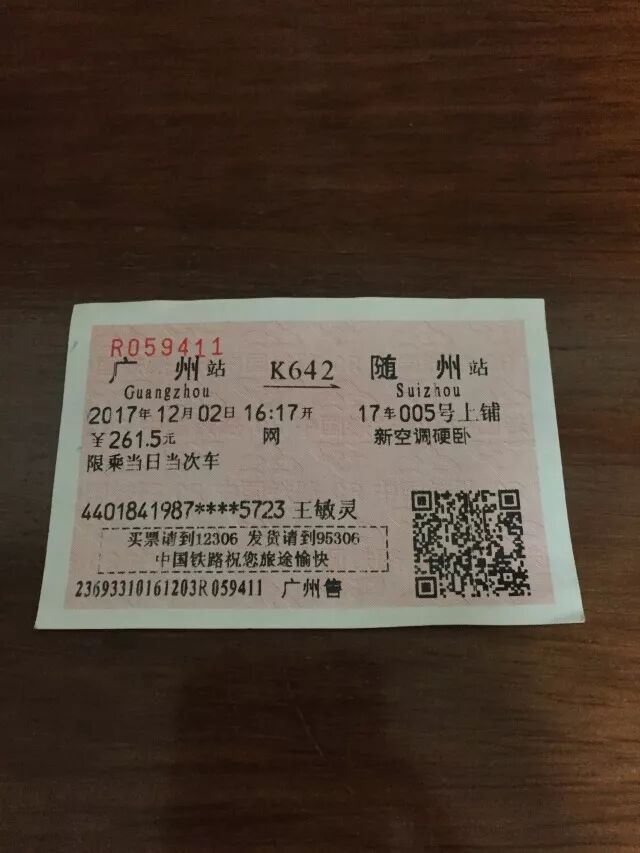 R059411
广州站 K642 随州站
Guangzhou Suizhou
2017年12月02日 16:17开 17车005号上铺
￥261.5元 网 新空调硬卧
限乘当日当次车
4401841987****5723 王敏灵
买票请到12306 发货请到95306
中国铁路祝您旅途愉快
23693310161203R059411 广州售